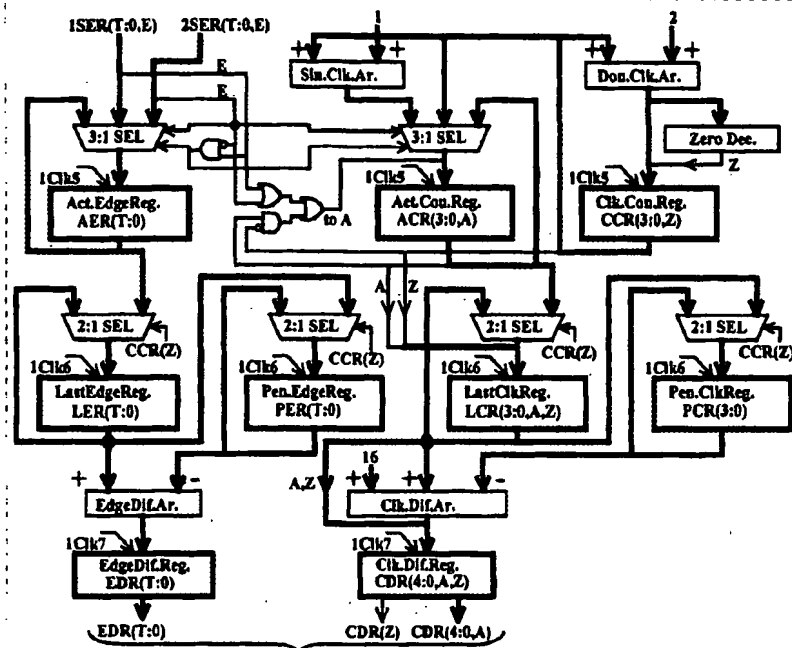 1SER(T:0,E) 2SER(T:0,E) 1 2
E + + + +
E Sin.Clk.Ar. Dou.Clk.Ar.
3:1 SEL 3:1 SEL Zero Dec.
Z
1Clk5 1Clk5 1Clk5
Act.EdgeReg. Act.Cou.Reg. Clk.Cou.Reg.
AER(T:0) to A ACR(3:0,A) CCR(3:0,Z)
A Z
2:1 SEL 2:1 SEL 2:1 SEL 2:1 SEL
CCR(Z) CCR(Z) CCR(Z) CCR(Z)
1Clk6 1Clk6 1Clk6 1Clk6
LastEdgeReg. Pen.EdgeReg. LastClkReg. Pen.ClkReg.
LER(T:0) PER(T:0) LCR(3:0,A,Z) PCR(3:0)
+ - A,Z 16 + + -
EdgeDif.Ar. Clk.Dif.Ar.
1Clk7 1Clk7
EdgeDif.Reg. Clk.Dif.Reg.
EDR(T:0) CDR(4:0,A,Z)
EDR(T:0) CDR(Z) CDR(4:0,A)